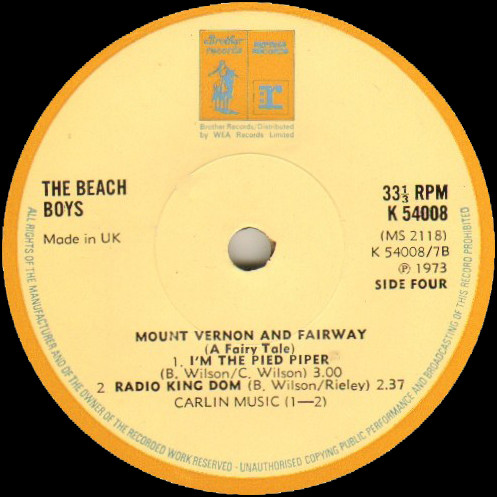 Brother records
reprise records
r
Brother Records/Distributed
by WEA Records Limited
THE BEACH
BOYS
Made in UK
33⅓ RPM
K 54008
(MS 2118)
K 54008/7B
Ⓟ 1973
SIDE FOUR
MOUNT VERNON AND FAIRWAY
(A Fairy Tale)
1. I'M THE PIED PIPER
(B. Wilson/C. Wilson) 3.00
2 RADIO KING DOM (B. Wilson/Rieley) 2.37
CARLIN MUSIC (1—2)
ALL RIGHTS OF THE MANUFACTURER AND OF THE OWNER OF THE RECORDED WORK RESERVED - UNAUTHORISED COPYING PUBLIC PERFORMANCE AND BROADCASTING OF THIS RECORD PROHIBITED